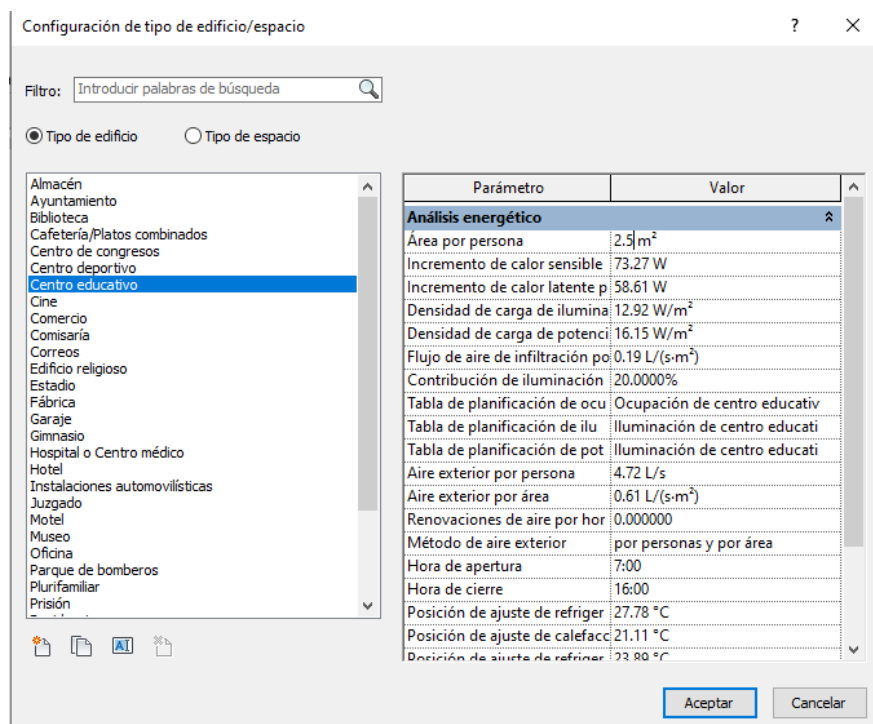 Configuración de tipo de edificio/espacio
Filtro: Introducir palabras de búsqueda
Tipo de edificio Tipo de espacio
Almacén
Ayuntamiento
Biblioteca
Cafetería/Platos combinados
Centro de congresos
Centro deportivo
Centro educativo
Cine
Comercio
Comisaría
Correos
Edificio religioso
Estadio
Fábrica
Garaje
Gimnasio
Hospital o Centro médico
Hotel
Instalaciones automovilísticas
Juzgado
Motel
Museo
Oficina
Parque de bomberos
Plurifamiliar
Prisión
Parámetro Valor
Análisis energético
Área por persona 2.5 m²
Incremento de calor sensible 73.27 W
Incremento de calor latente p 58.61 W
Densidad de carga de ilumina 12.92 W/m²
Densidad de carga de potenci 16.15 W/m²
Flujo de aire de infiltración po 0.19 L/(s·m²)
Contribución de iluminación 20.0000%
Tabla de planificación de ocu Ocupación de centro educativ
Tabla de planificación de ilu Iluminación de centro educati
Tabla de planificación de pot Iluminación de centro educati
Aire exterior por persona 4.72 L/s
Aire exterior por área 0.61 L/(s·m²)
Renovaciones de aire por hor 0.000000
Método de aire exterior por personas y por área
Hora de apertura 7:00
Hora de cierre 16:00
Posición de ajuste de refriger 27.78 °C
Posición de ajuste de calefacc 21.11 °C
Posición de ajuste de refriger 23.89 °C
Aceptar Cancelar